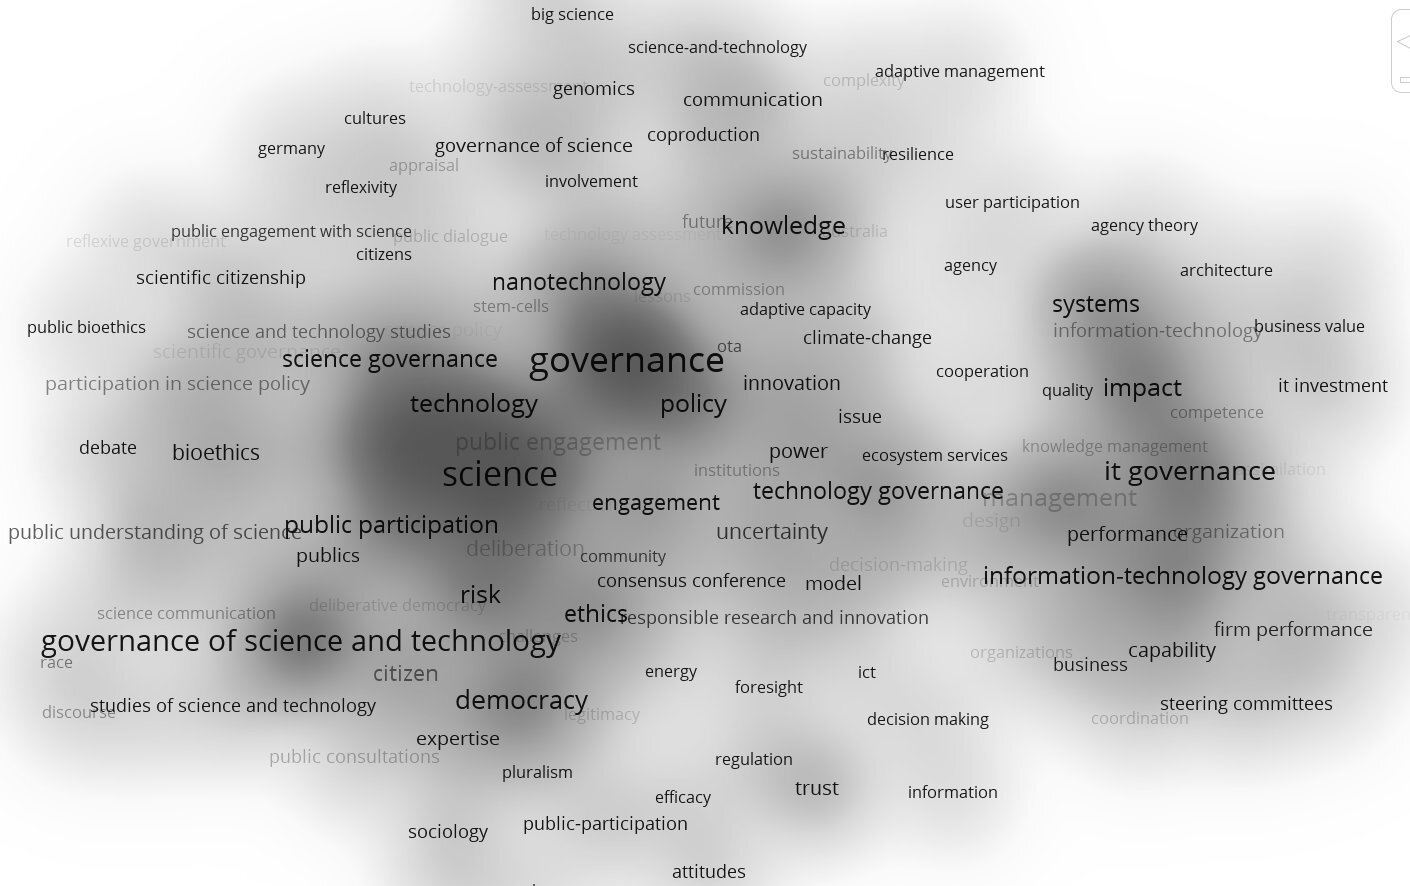 big science
science-and-technology
adaptive management
complexity
technology-assessment
genomics
communication
cultures
coproduction
governance of science
germany
sustainability
resilience
appraisal
involvement
reflexivity
user participation
future
knowledge
agency theory
public engagement with science
public dialogue
technology assessment
reflexive government
citizens
agency
architecture
scientific citizenship
nanotechnology
commission
lessons
systems
stem-cells
adaptive capacity
public bioethics
science and technology studies
policy
information-technology
business value
climate-change
ota
scientific governance
science governance
governance
cooperation
participation in science policy
innovation
quality
impact
it investment
technology
policy
competence
issue
public engagement
debate
bioethics
power
ecosystem services
knowledge management
science
institutions
it governance
technology governance
management
engagement
design
public understanding of science
public participation
uncertainty
performance
organization
deliberation
publics
community
decision-making
information-technology governance
consensus conference
model
environment
risk
deliberative democracy
science communication
ethics
responsible research and innovation
firm performance
challenges
governance of science and technology
capability
organizations
race
business
citizen
energy
ict
foresight
democracy
studies of science and technology
steering committees
discourse
legitimacy
decision making
coordination
expertise
public consultations
regulation
pluralism
trust
information
efficacy
public-participation
sociology
attitudes